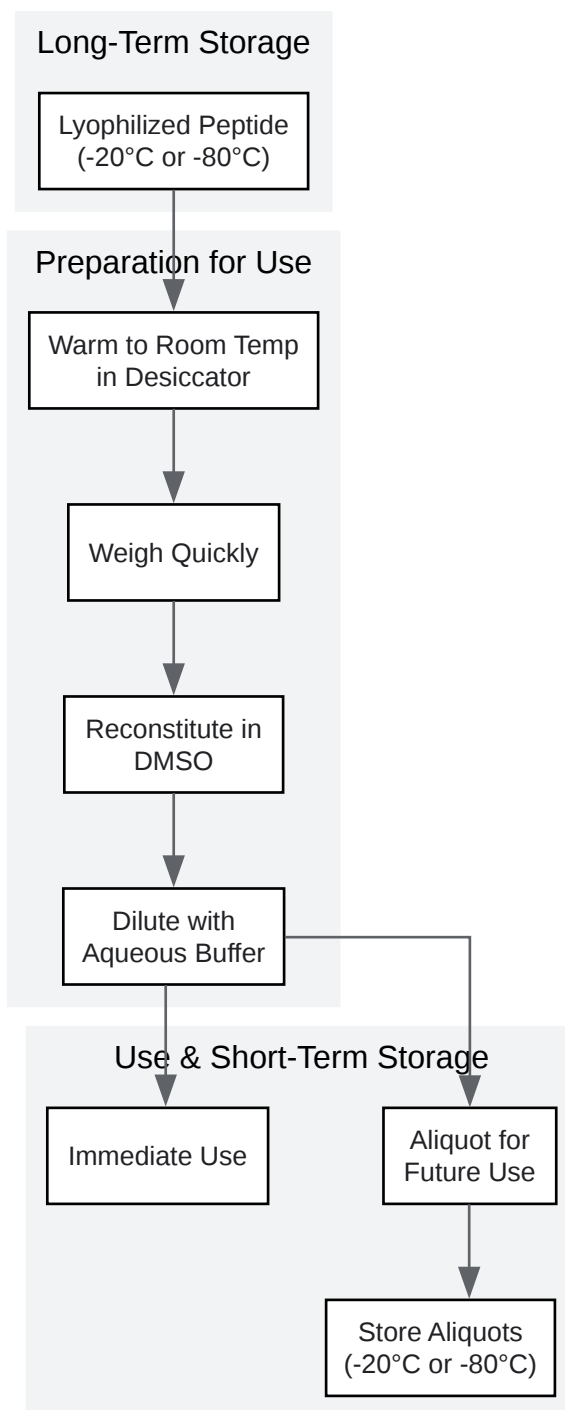 Long-Term Storage
Lyophilized Peptide
(-20°C or -80°C)
Preparation for Use
Warm to Room Temp
in Desiccator
Weigh Quickly
Reconstitute in
DMSO
Dilute with
Aqueous Buffer
Use & Short-Term Storage
Immediate Use
Aliquot for
Future Use
Store Aliquots
(-20°C or -80°C)